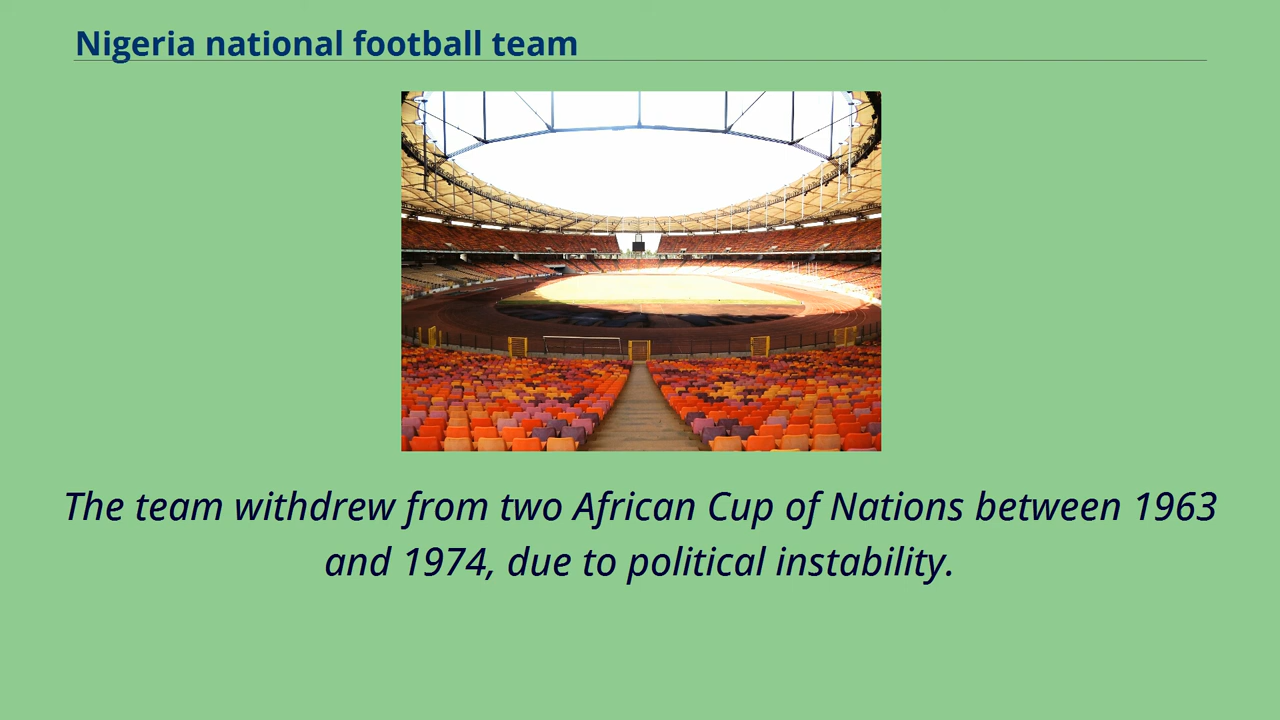 Nigeria national football team
The team withdrew from two African Cup of Nations between 1963
and 1974, due to political instability.